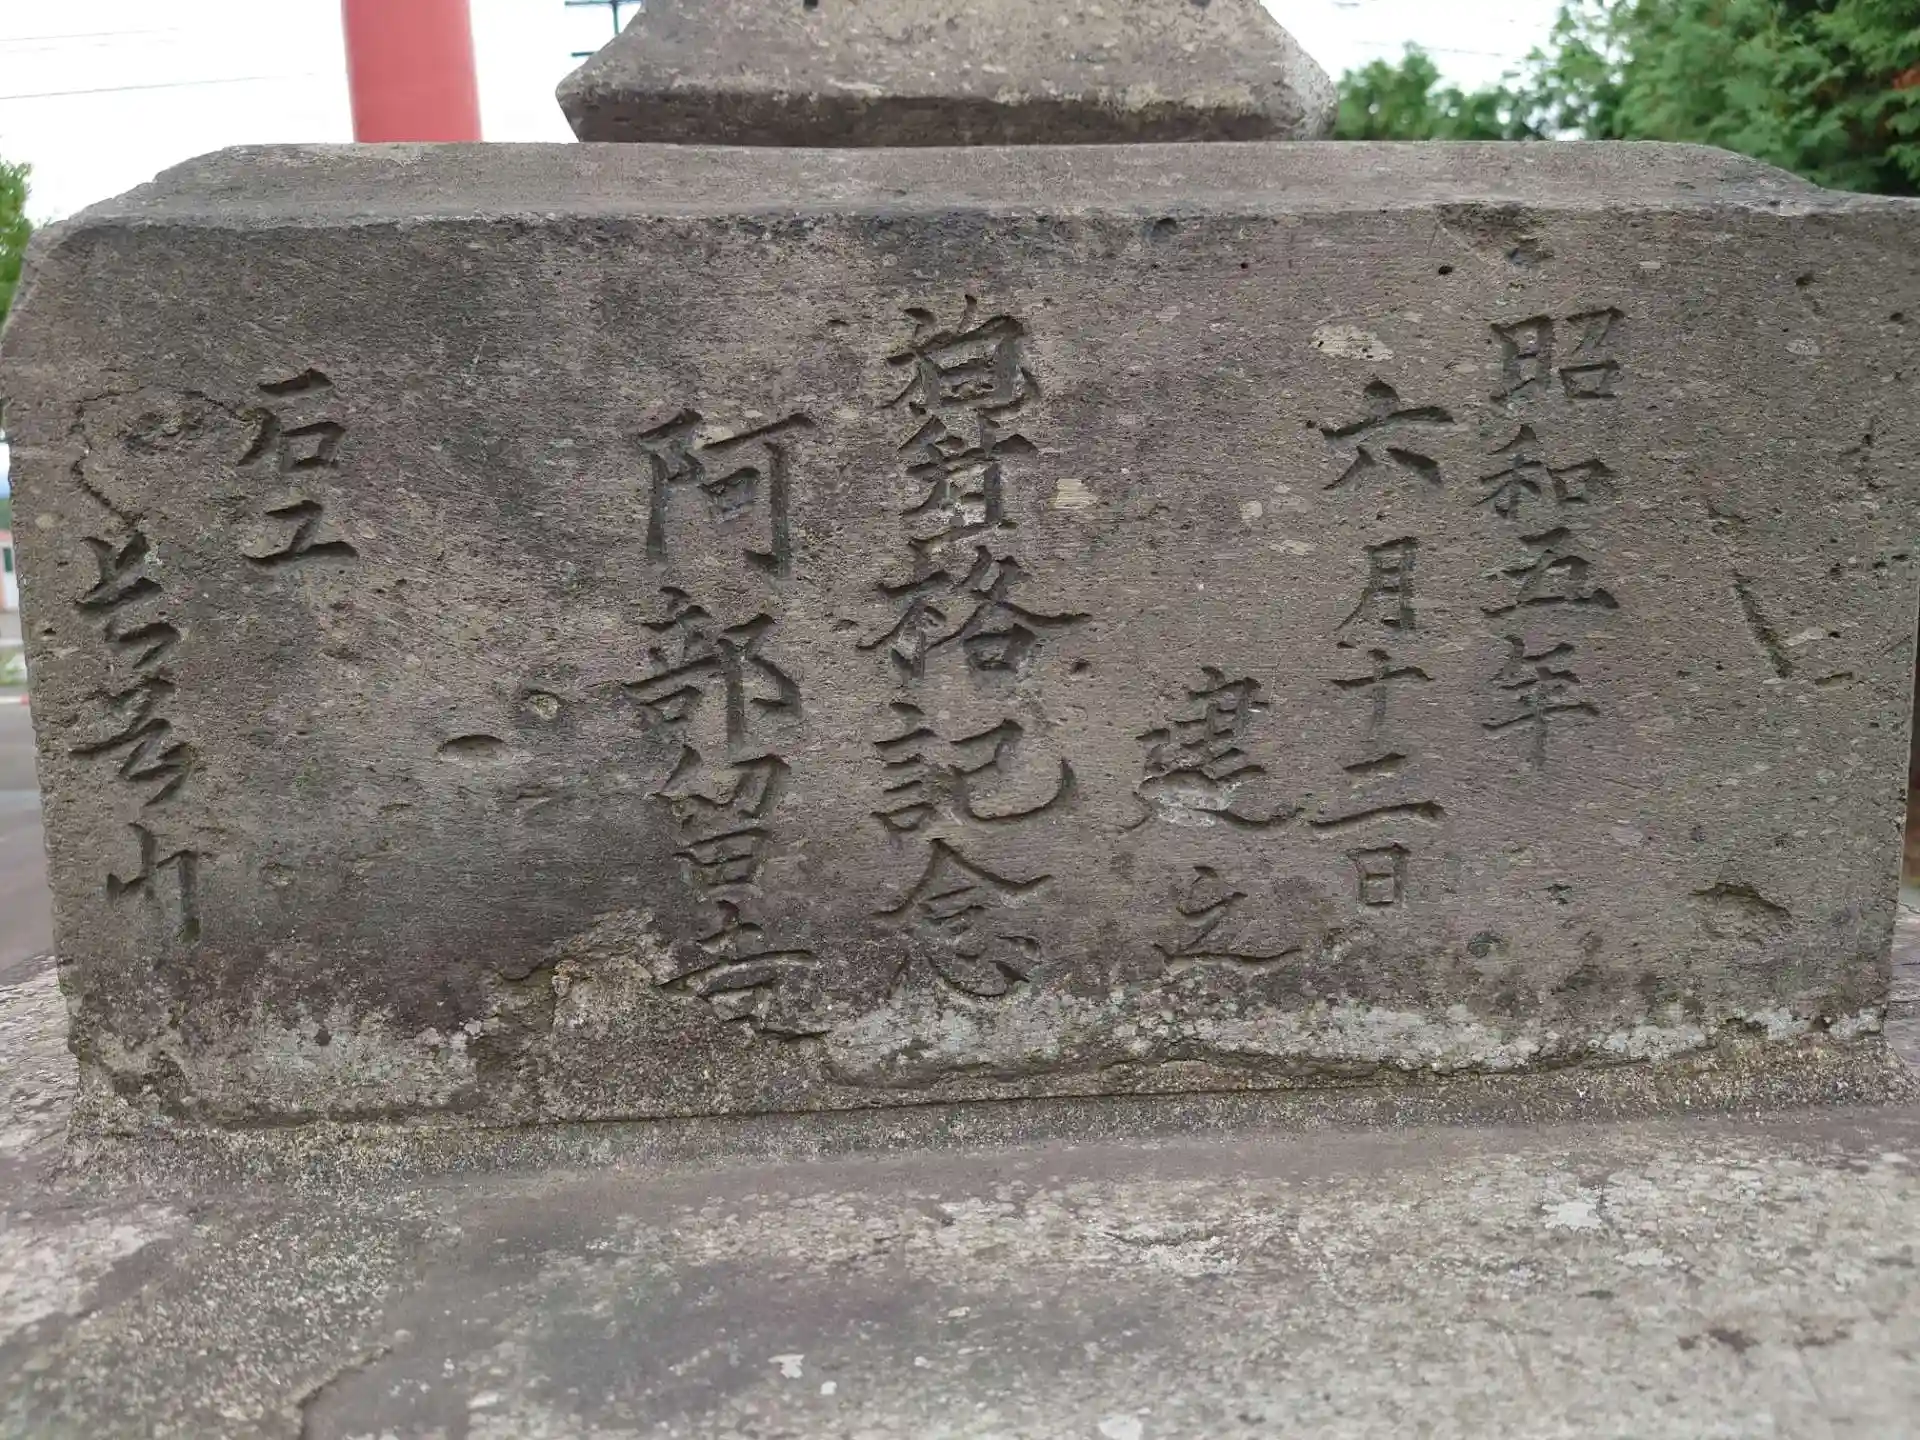 昭和五年
六月十二日
建之
昇格記念
阿部留吉
石工